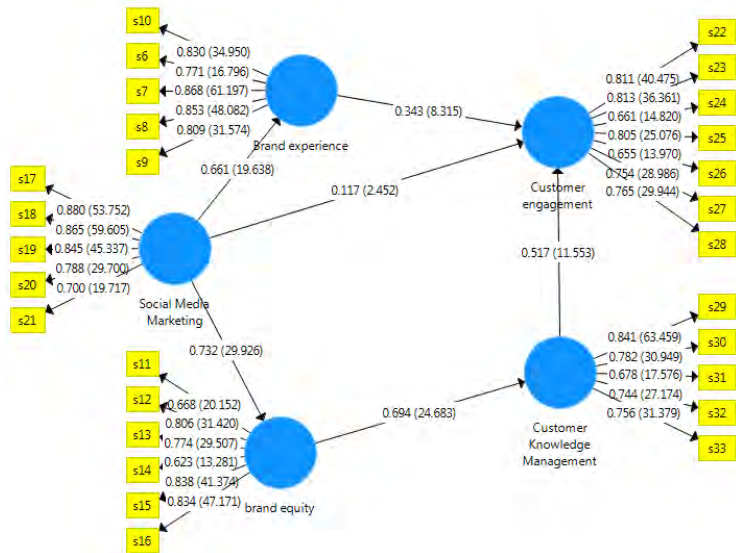 s10
s6
s7
s8
s9
0.830 (34.950)
0.771 (16.796)
0.868 (61.197)
0.853 (48.082)
0.809 (31.574)
Brand experience
s22
s23
s24
s25
s26
s27
s28
0.811 (40.475)
0.813 (36.361)
0.661 (14.820)
0.805 (25.076)
0.655 (13.970)
0.754 (28.986)
0.765 (29.944)
Customer
engagement
0.343 (8.315)
0.661 (19.638)
0.117 (2.452)
0.517 (11.553)
s17
s18
s19
s20
s21
0.880 (53.752)
0.865 (59.605)
0.845 (45.337)
0.788 (29.700)
0.700 (19.717)
Social Media
Marketing
0.732 (29.926)
0.694 (24.683)
s11
s12
s13
s14
s15
s16
0.668 (20.152)
0.806 (31.420)
0.774 (29.507)
0.623 (13.281)
0.838 (41.374)
0.834 (47.171)
brand equity
s29
s30
s31
s32
s33
0.841 (63.459)
0.782 (30.949)
0.678 (17.576)
0.744 (27.174)
0.756 (31.379)
Customer
Knowledge
Management